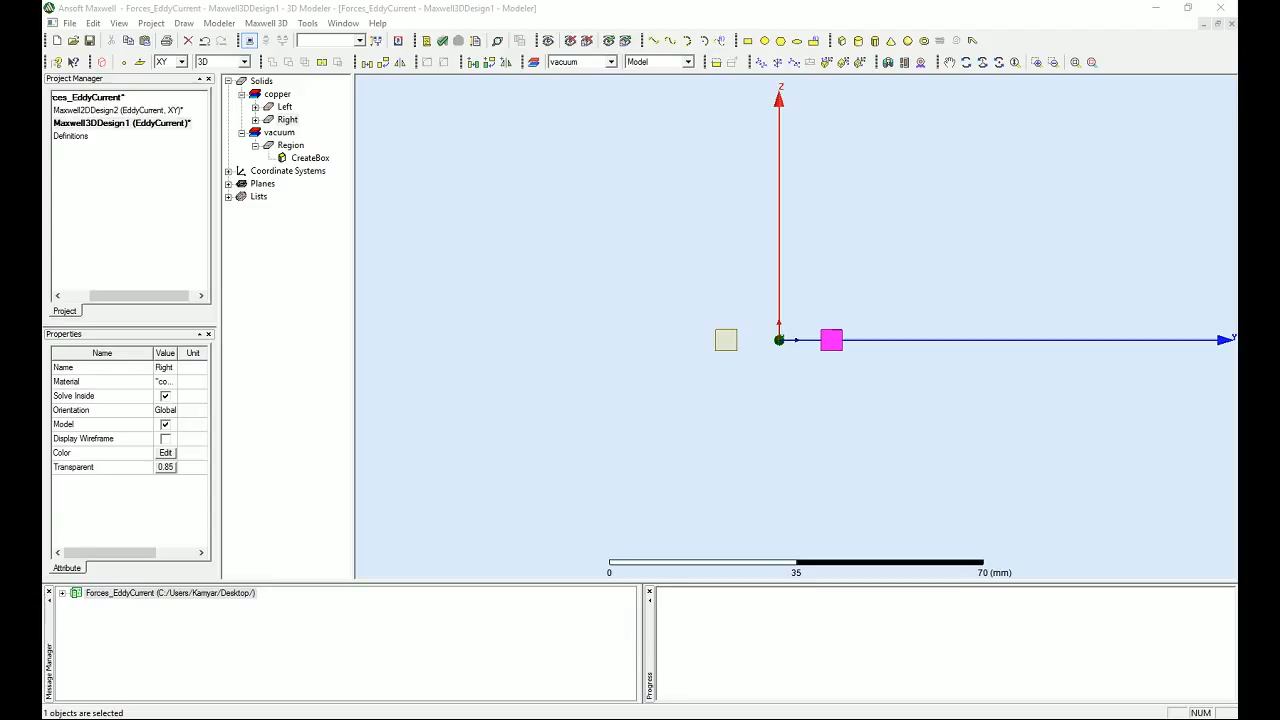 Ansoft Maxwell - Forces_EddyCurrent - Maxwell3DDesign1 - 3D Modeler - [Forces_EddyCurrent - Maxwell3DDesign1 - Modeler]
File Edit View Project Draw Modeler Maxwell 3D Tools Window Help
XY 3D vacuum Model
Project Manager
rces_EddyCurrent*
Maxwell2DDesign2 (EddyCurrent, XY)*
Maxwell3DDesign1 (EddyCurrent)*
Definitions
Project
Solids
copper
Left
Right
vacuum
Region
CreateBox
Coordinate Systems
Planes
Lists
Properties
Name Value Unit
Name Right
Material "co...
Solve Inside
Orientation Global
Model
Display Wireframe
Color Edit
Transparent 0.85
Attribute
Z
Y
0 35 70 (mm)
Message Manager
Forces_EddyCurrent (C:/Users/Kamyar/Desktop/)
Progress
1 objects are selected
NUM